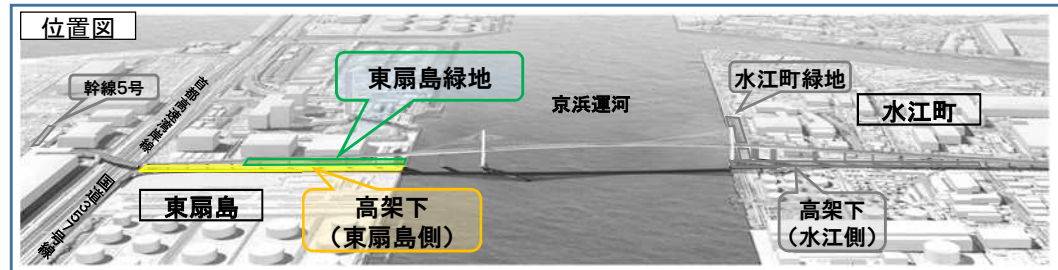 位置図
幹線5号
首都高速湾岸線
国道357号線
東扇島緑地
東扇島
高架下
（東扇島側）
京浜運河
水江町緑地
水江町
高架下
（水江側）